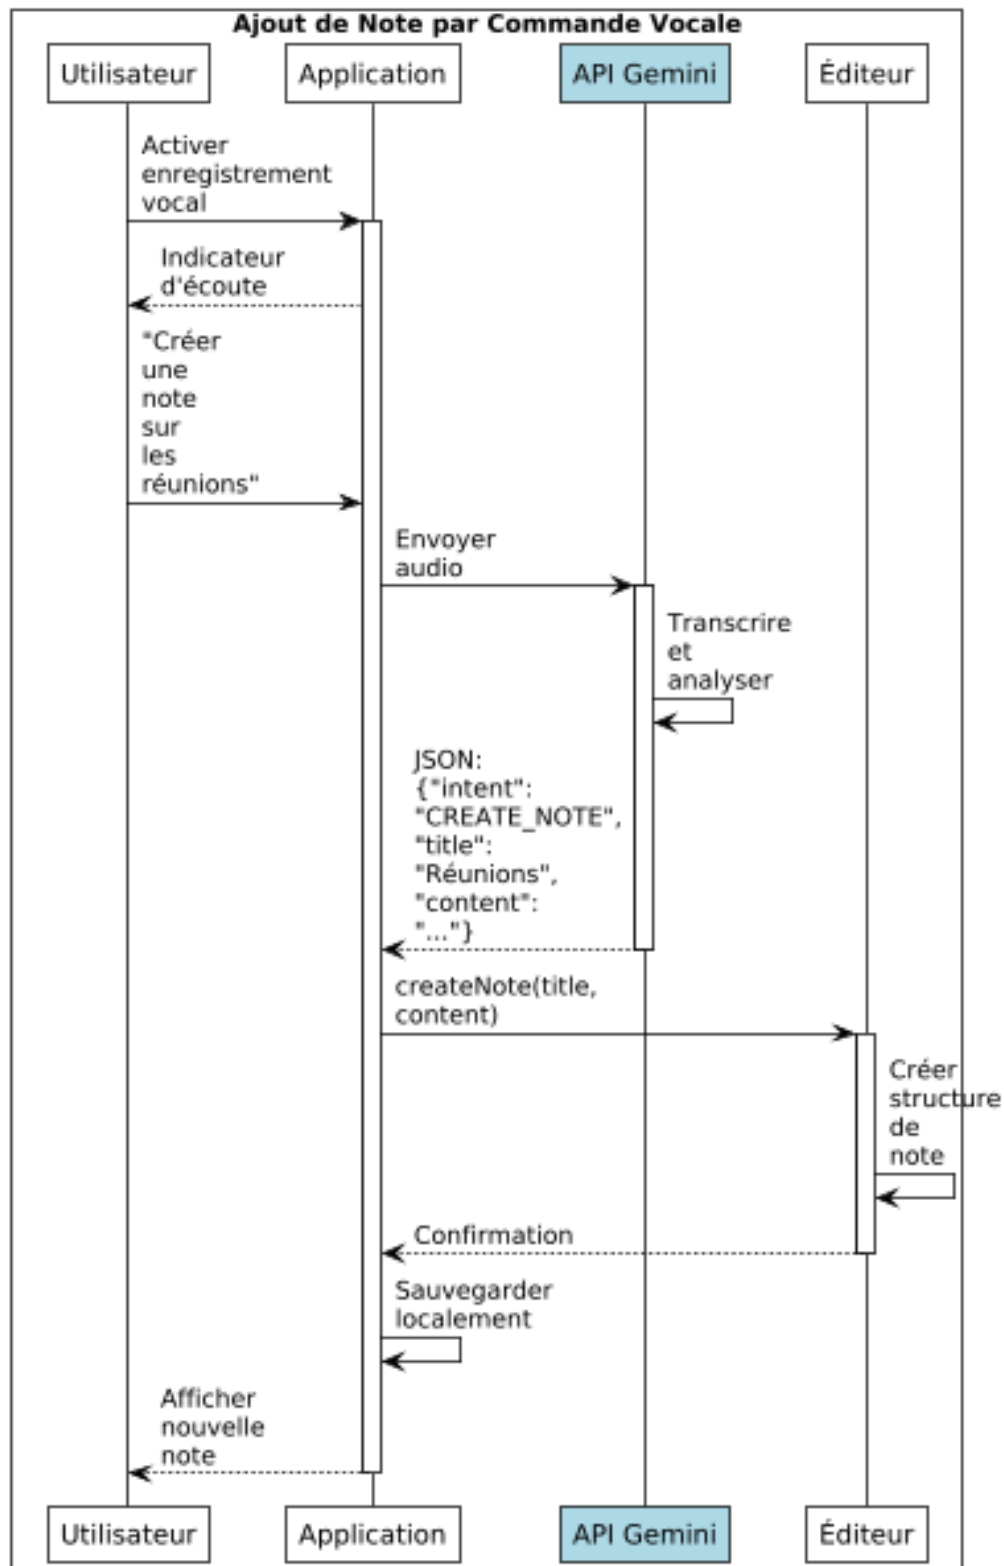 Ajout de Note par Commande Vocale
Utilisateur
Application
API Gemini
Éditeur
Activer
enregistrement
vocal
Indicateur
d'écoute
"Créer
une
note
sur
les
réunions"
Envoyer
audio
Transcrire
et
analyser
JSON:
{"intent":
"CREATE_NOTE",
"title":
"Réunions",
"content":
"..."}
createNote(title,
content)
Créer
structure
de
note
Confirmation
Sauvegarder
localement
Afficher
nouvelle
note
Utilisateur
Application
API Gemini
Éditeur